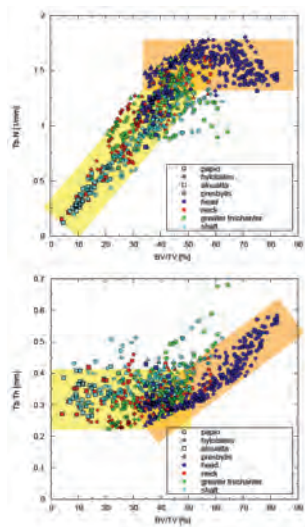 2
1.5
1
0.5
0
Tb.N [1/mm]
papio
hylobates
alouatta
presbytis
head
neck
greater trochanter
shaft
0 10 20 30 40 50 60 70 80 90
BV/TV [%]
0.7
0.6
0.5
0.4
0.3
0.2
0.1
0
Tb.Th [mm]
papio
hylobates
alouatta
presbytis
head
neck
greater trochanter
shaft
0 10 20 30 40 50 60 70 80 90
BV/TV [%]